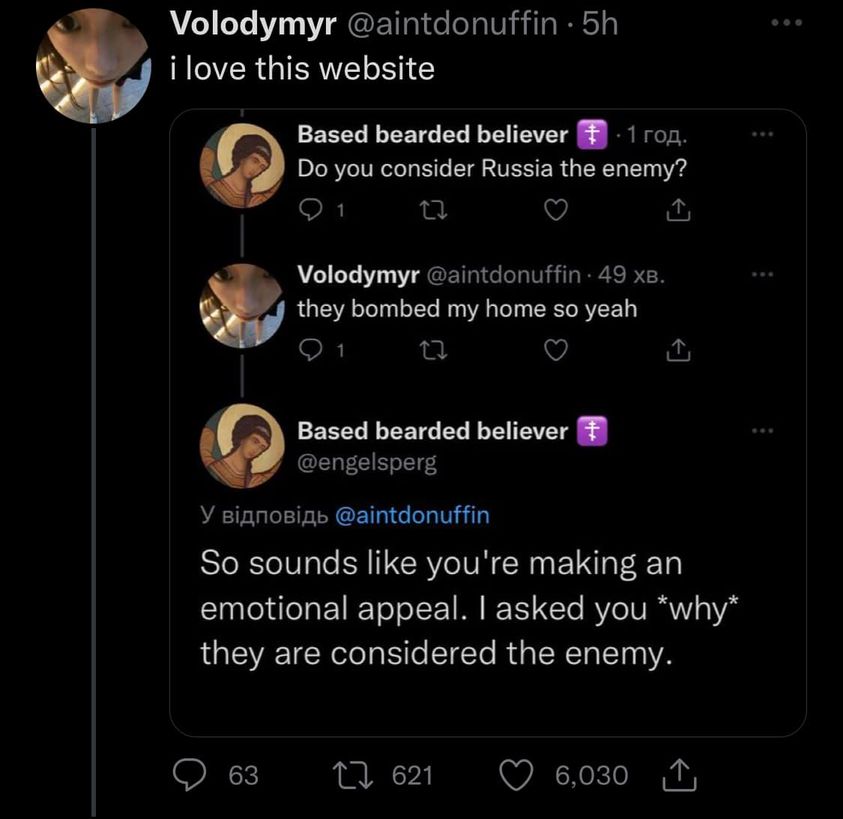 Volodymyr @aintdonuffin · 5h
i love this website
Based bearded believer ☦️ · 1 год.
Do you consider Russia the enemy?
1
Volodymyr @aintdonuffin · 49 хв.
they bombed my home so yeah
1
Based bearded believer ☦️
@engelsperg
У відповідь @aintdonuffin
So sounds like you're making an
emotional appeal. I asked you *why*
they are considered the enemy.
63 621 6,030